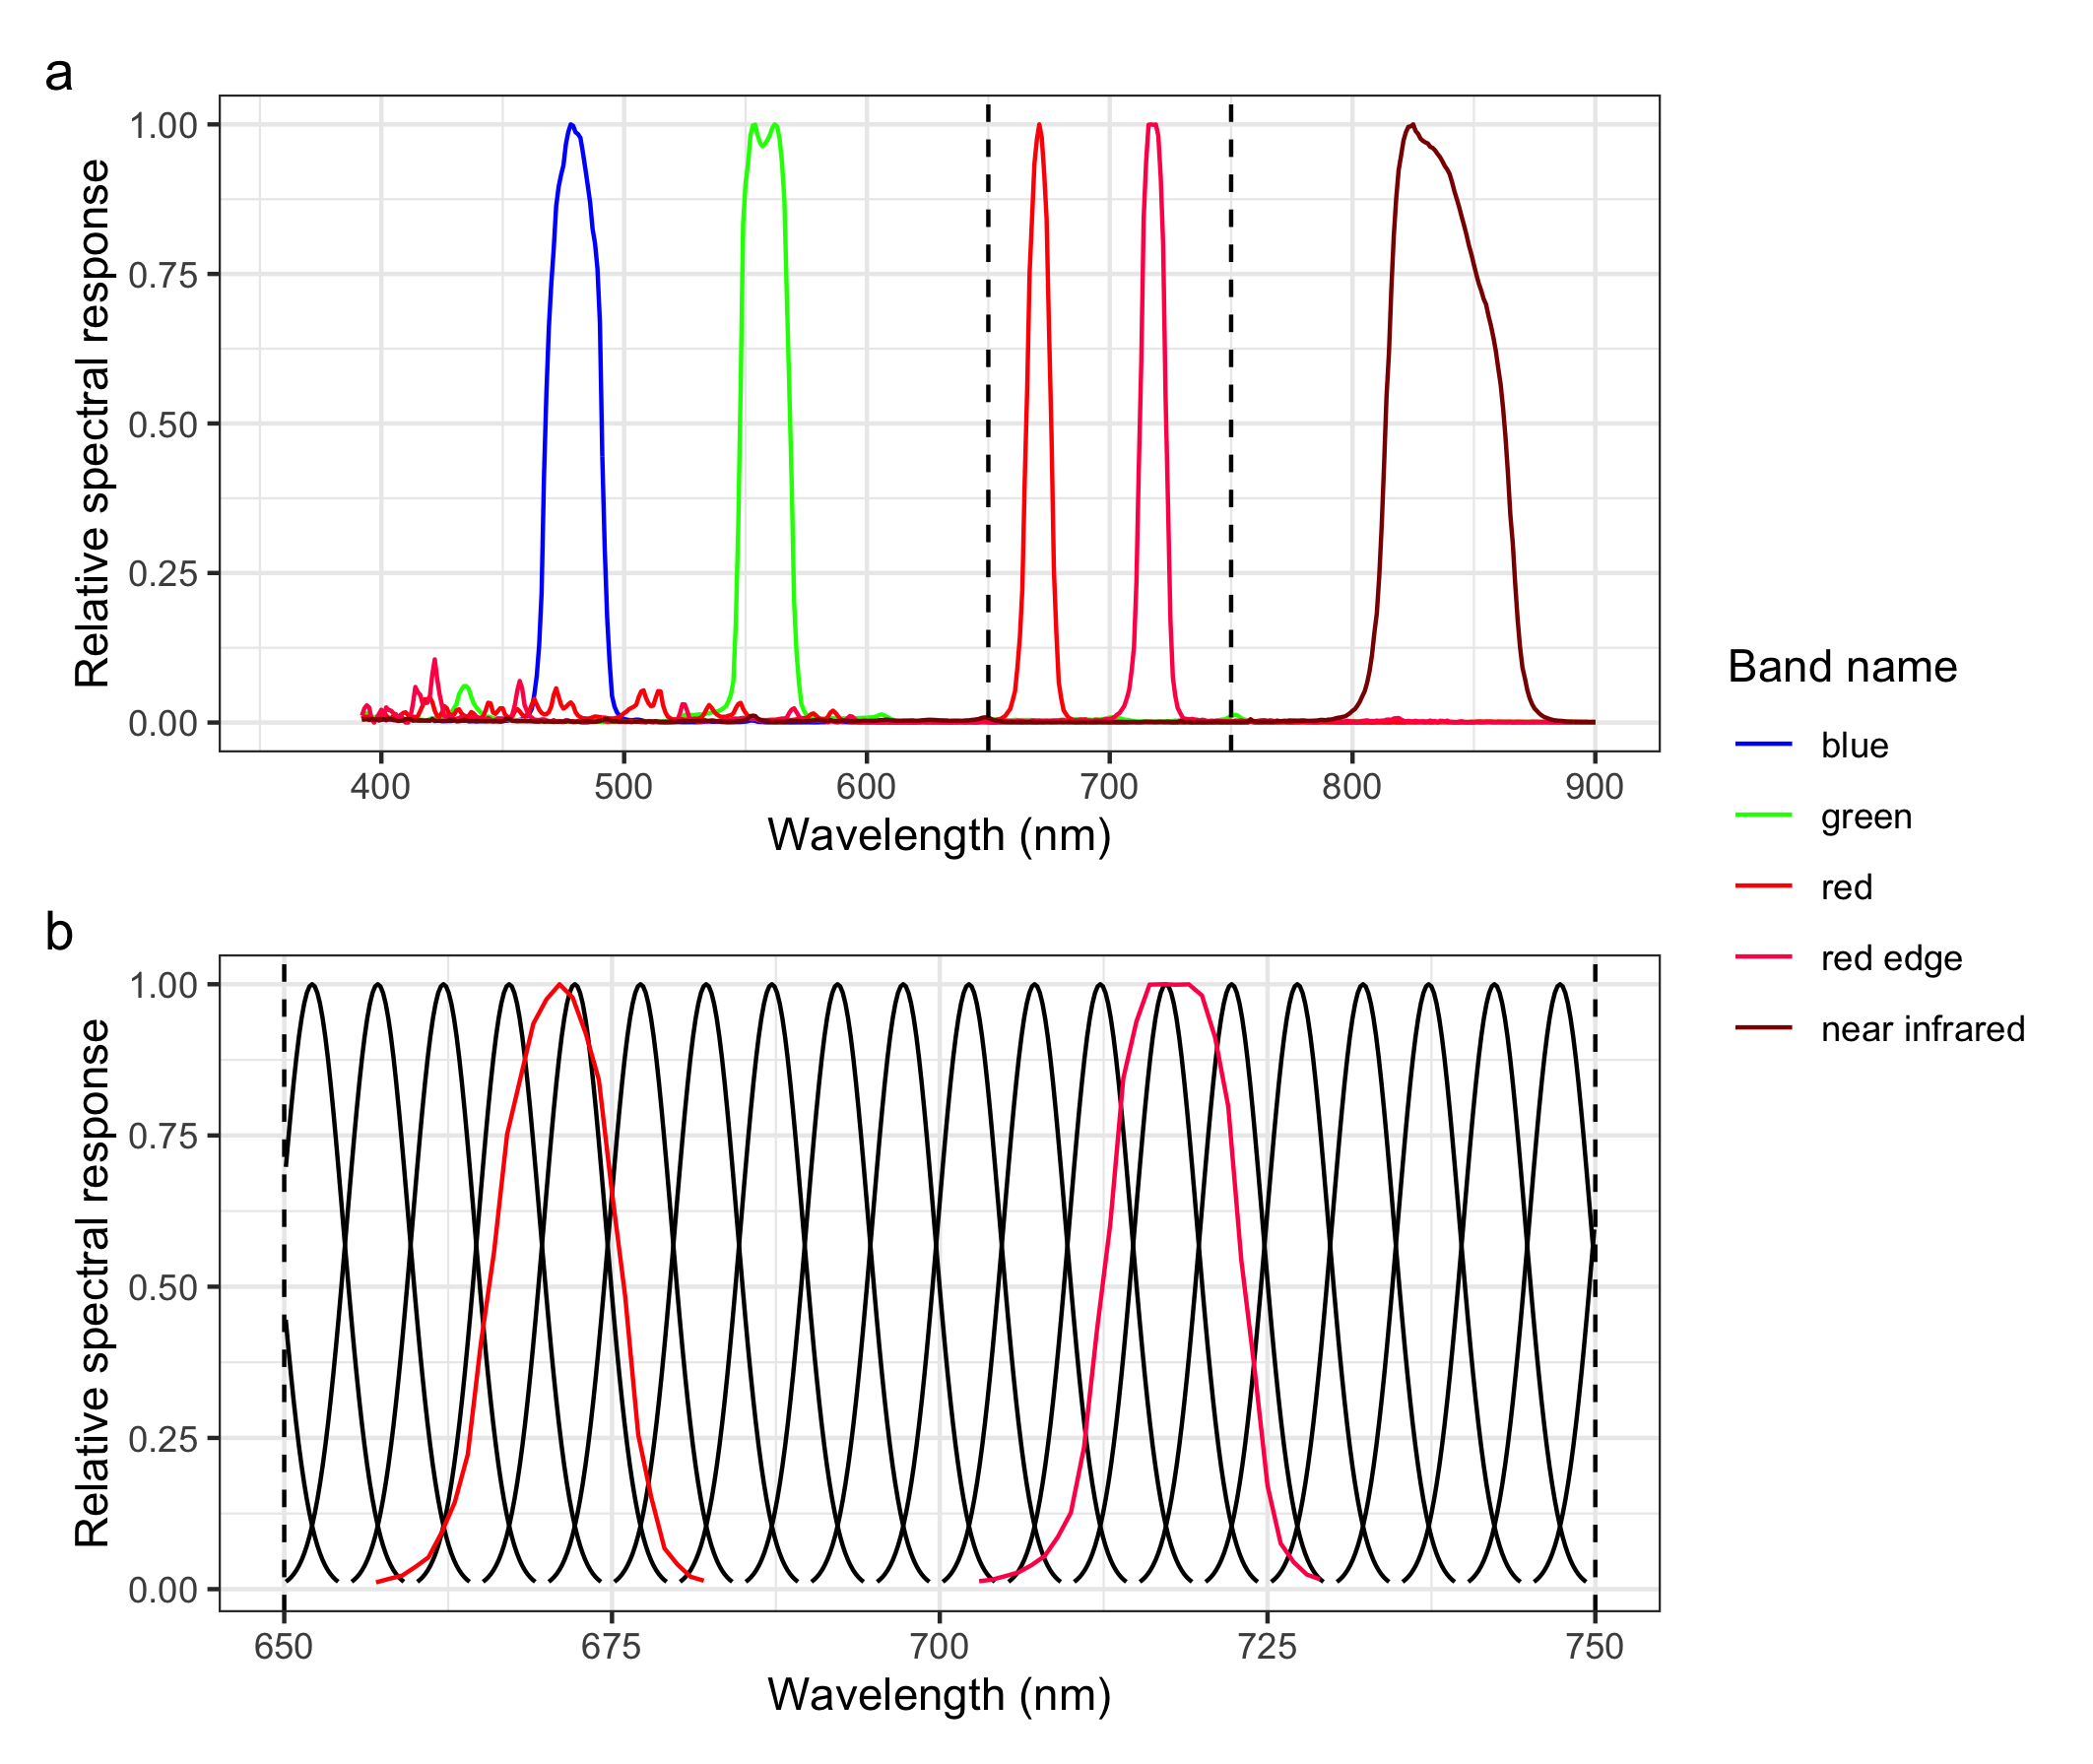 a
Relative spectral response
1.00
0.75
0.50
0.25
0.00
400 500 600 700 800 900
Wavelength (nm)
b
Relative spectral response
1.00
0.75
0.50
0.25
0.00
650 675 700 725 750
Wavelength (nm)
Band name
blue
green
red
red edge
near infrared